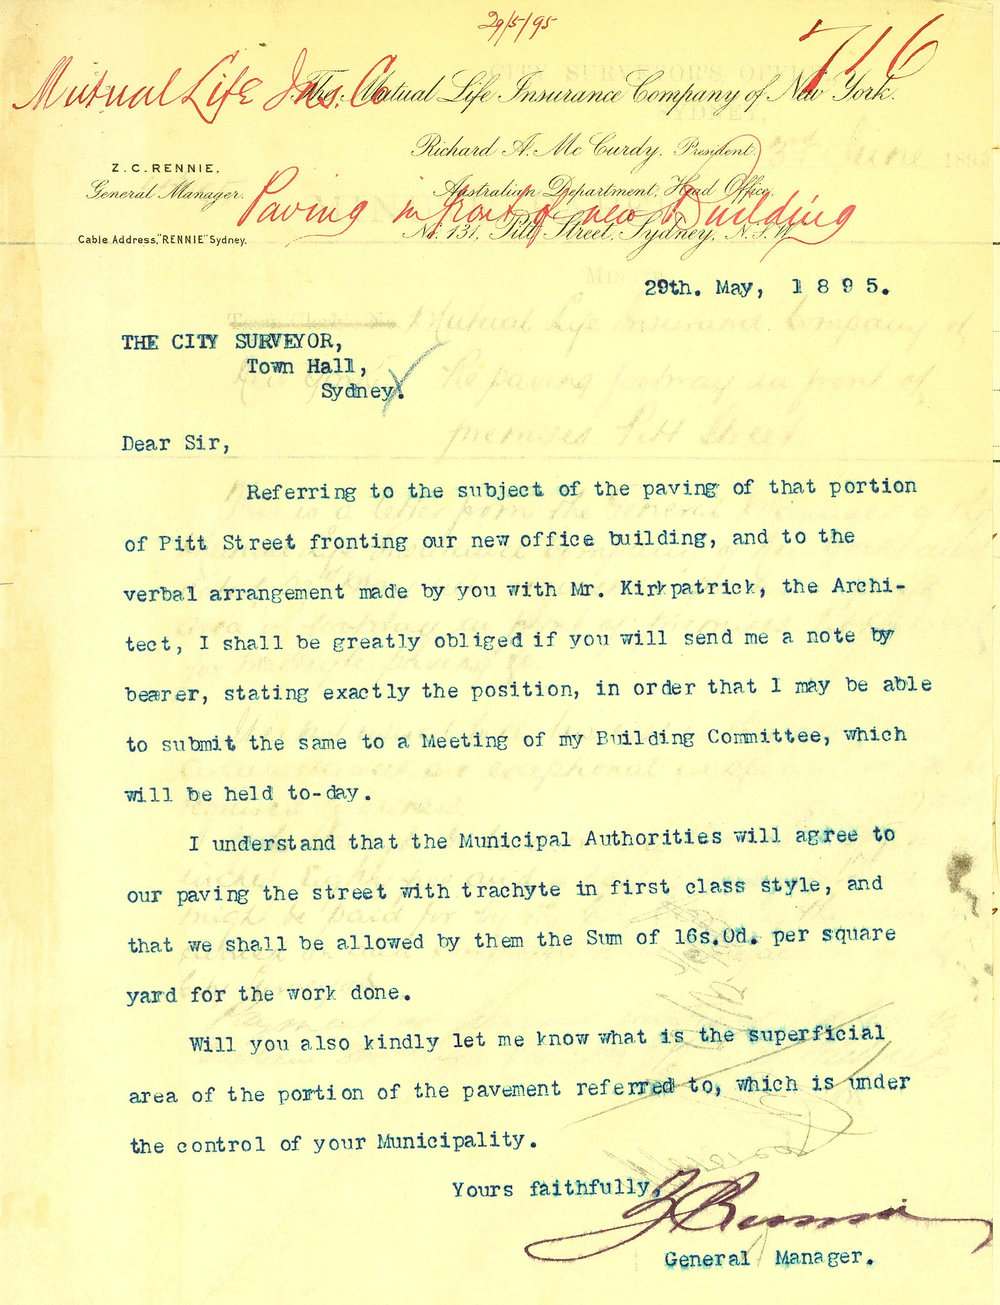 29/5/95
716
Mutual Life Ins. Co
The Mutual Life Insurance Company of New York.
Richard A. Mc Curdy, President.
Z. C. RENNIE,
General Manager.
Australian Department, Head Office,
Paving in front of new Building
No. 131, Pitt Street, Sydney, N.S.W.
Cable Address, "RENNIE" Sydney.
29th. May, 1895.
THE CITY SURVEYOR,
Town Hall,
Sydney.
Dear Sir,
Referring to the subject of the paving of that portion
of Pitt Street fronting our new office building, and to the
verbal arrangement made by you with Mr. Kirkpatrick, the Archi-
tect, I shall be greatly obliged if you will send me a note by
bearer, stating exactly the position, in order that I may be able
to submit the same to a Meeting of my Building Committee, which
will be held to-day.
I understand that the Municipal Authorities will agree to
our paving the street with trachyte in first class style, and
that we shall be allowed by them the Sum of 16s.0d. per square
yard for the work done.
Will you also kindly let me know what is the superficial
area of the portion of the pavement referred to, which is under
the control of your Municipality.
Yours faithfully,
Z C Rennie
General Manager.